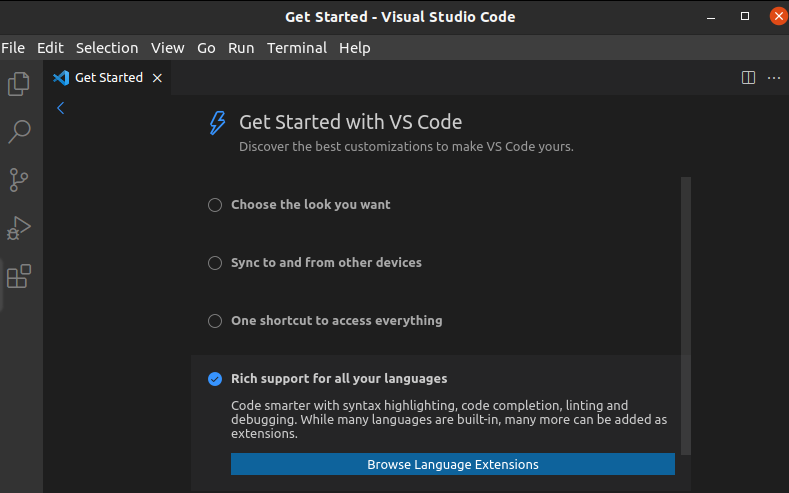 Get Started - Visual Studio Code
File Edit Selection View Go Run Terminal Help
Get Started
Get Started with VS Code
Discover the best customizations to make VS Code yours.
Choose the look you want
Sync to and from other devices
One shortcut to access everything
Rich support for all your languages
Code smarter with syntax highlighting, code completion, linting and
debugging. While many languages are built-in, many more can be added as
extensions.
Browse Language Extensions